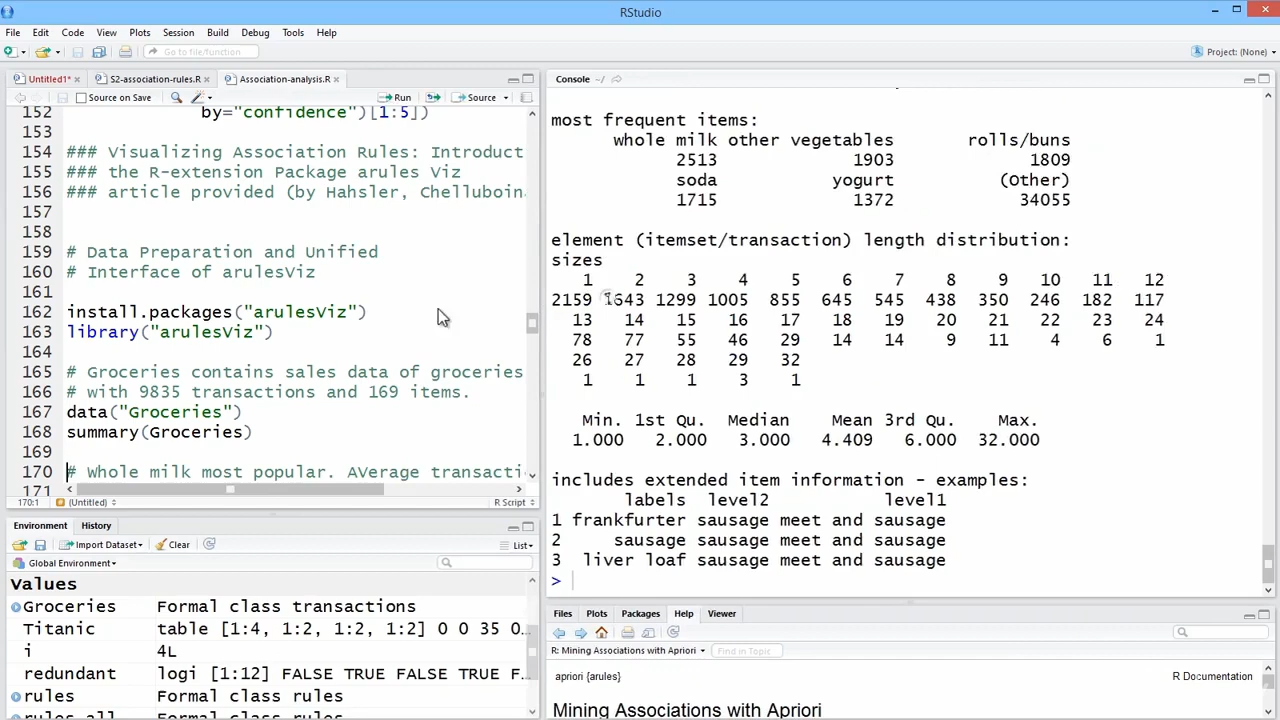 RStudio
File Edit Code View Plots Session Build Debug Tools Help
Go to file/function
Project: (None)
Untitled1*
S2-association-rules.R
Association-analysis.R
Source on Save
Run
Source
152 by="confidence")[1:5])
153
154 ### Visualizing Association Rules: Introduct
155 ### the R-extension Package arules Viz
156 ### article provided (by Hahsler, Chelluboin
157
158
159 # Data Preparation and Unified
160 # Interface of arulesViz
161
162 install.packages("arulesViz")
163 library("arulesViz")
164
165 # Groceries contains sales data of groceries
166 # with 9835 transactions and 169 items.
167 data("Groceries")
168 summary(Groceries)
169
170 # Whole milk most popular. AVerage transacti
171
170:1 (Untitled) R Script
Environment History
Import Dataset Clear List
Global Environment
Values
Groceries Formal class transactions
Titanic table [1:4, 1:2, 1:2, 1:2] 0 0 35 0...
i 4L
redundant logi [1:12] FALSE TRUE FALSE TRUE F...
rules Formal class rules
rules.all Formal class rules
Console ~/
most frequent items:
whole milk other vegetables rolls/buns
2513 1903 1809
soda yogurt (Other)
1715 1372 34055
element (itemset/transaction) length distribution:
sizes
1 2 3 4 5 6 7 8 9 10 11 12
2159 1643 1299 1005 855 645 545 438 350 246 182 117
13 14 15 16 17 18 19 20 21 22 23 24
78 77 55 46 29 14 14 9 11 4 6 1
26 27 28 29 32
1 1 1 3 1
Min. 1st Qu. Median Mean 3rd Qu. Max.
1.000 2.000 3.000 4.409 6.000 32.000
includes extended item information - examples:
labels level2 level1
1 frankfurter sausage meet and sausage
2 sausage sausage meet and sausage
3 liver loaf sausage meet and sausage
>
Files Plots Packages Help Viewer
R: Mining Associations with Apriori
Find in Topic
apriori {arules} R Documentation
Mining Associations with Apriori